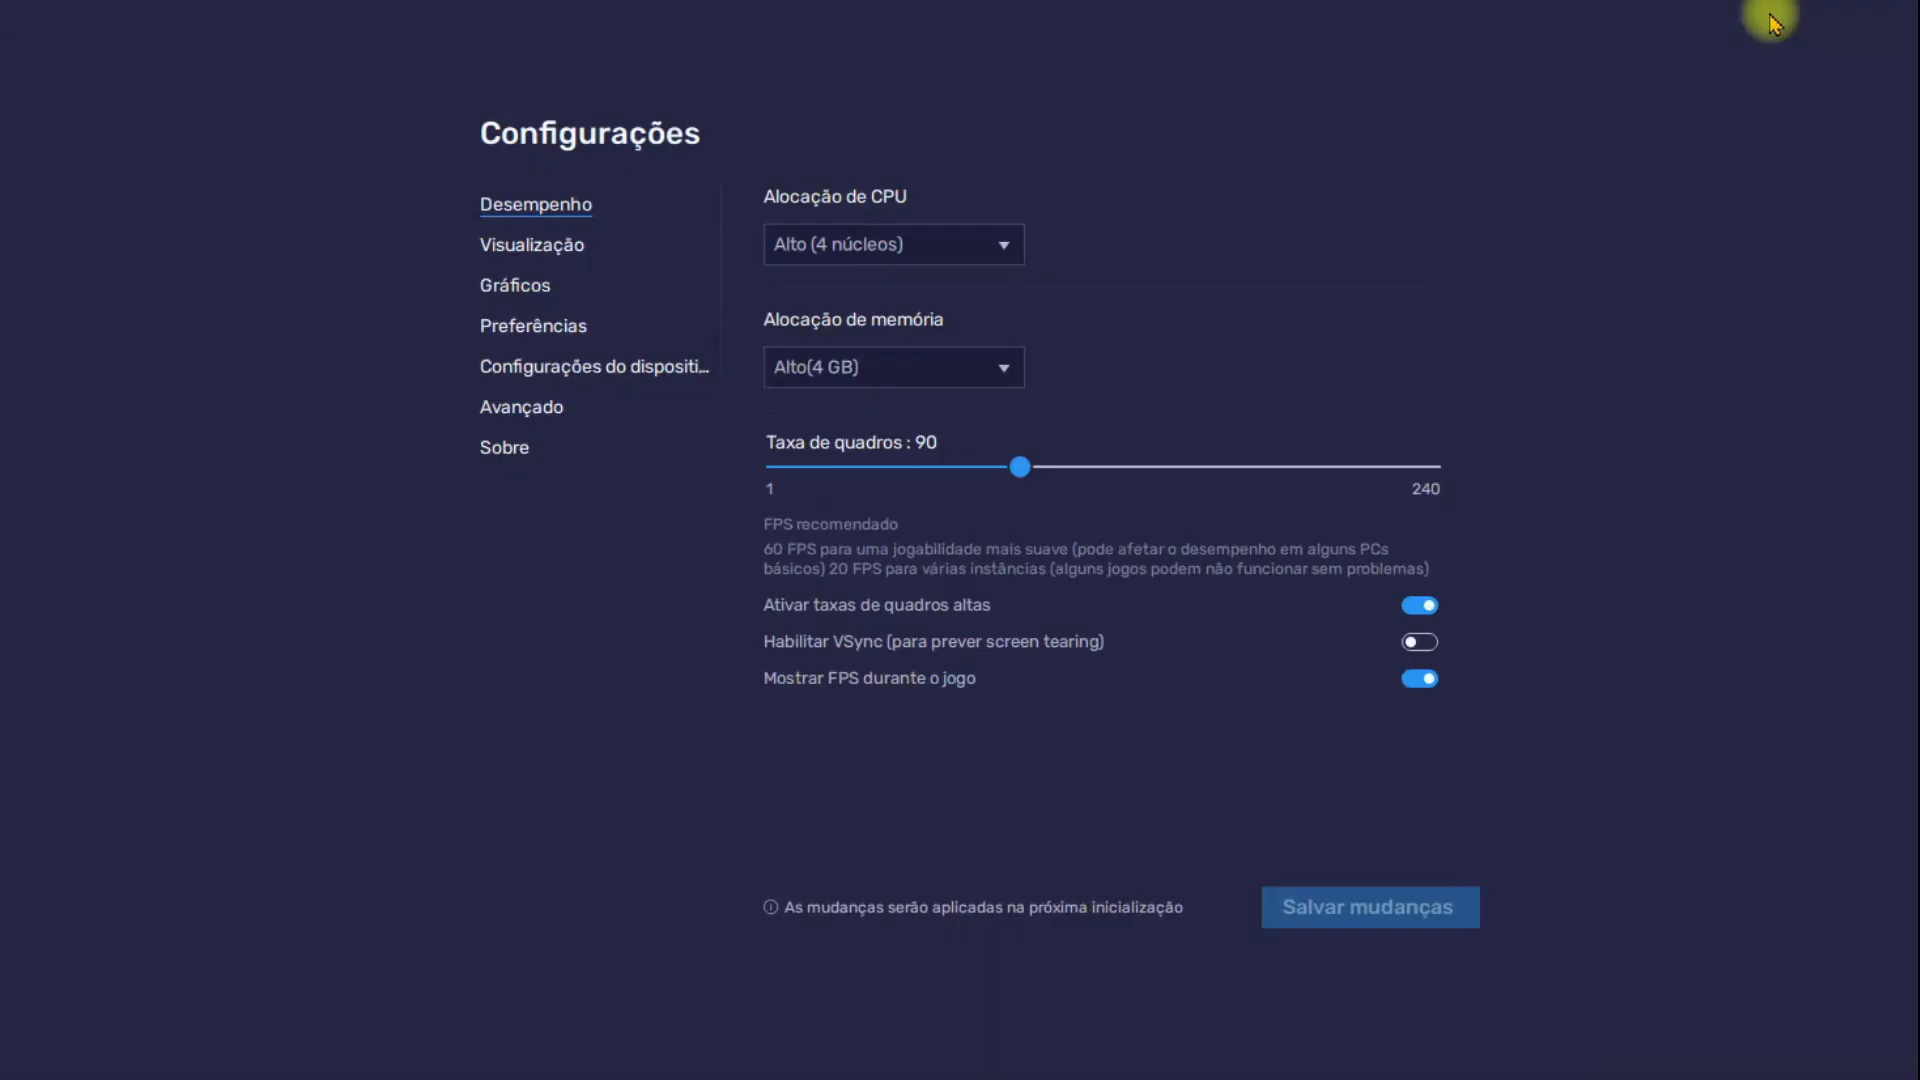 Configurações
Desempenho
Visualização
Gráficos
Preferências
Configurações do dispositi...
Avançado
Sobre
Alocação de CPU
Alto (4 núcleos)
Alocação de memória
Alto(4 GB)
Taxa de quadros : 90
1
240
FPS recomendado
60 FPS para uma jogabilidade mais suave (pode afetar o desempenho em alguns PCs
básicos) 20 FPS para várias instâncias (alguns jogos podem não funcionar sem problemas)
Ativar taxas de quadros altas
Habilitar VSync (para prever screen tearing)
Mostrar FPS durante o jogo
As mudanças serão aplicadas na próxima inicialização
Salvar mudanças